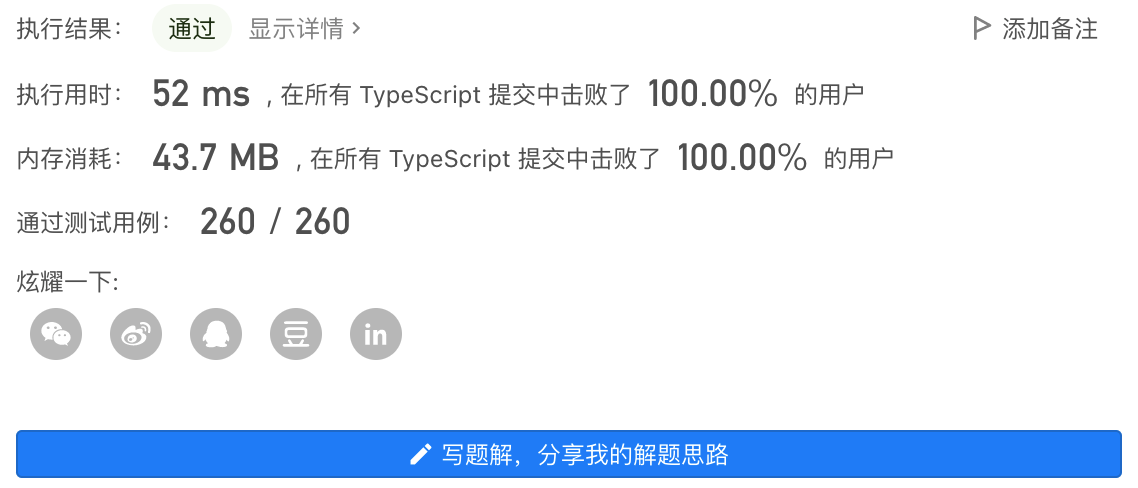 执行结果： 通过 显示详情 > 添加备注
执行用时： 52 ms , 在所有 TypeScript 提交中击败了 100.00% 的用户
内存消耗： 43.7 MB , 在所有 TypeScript 提交中击败了 100.00% 的用户
通过测试用例： 260 / 260
炫耀一下:
豆 in
写题解，分享我的解题思路